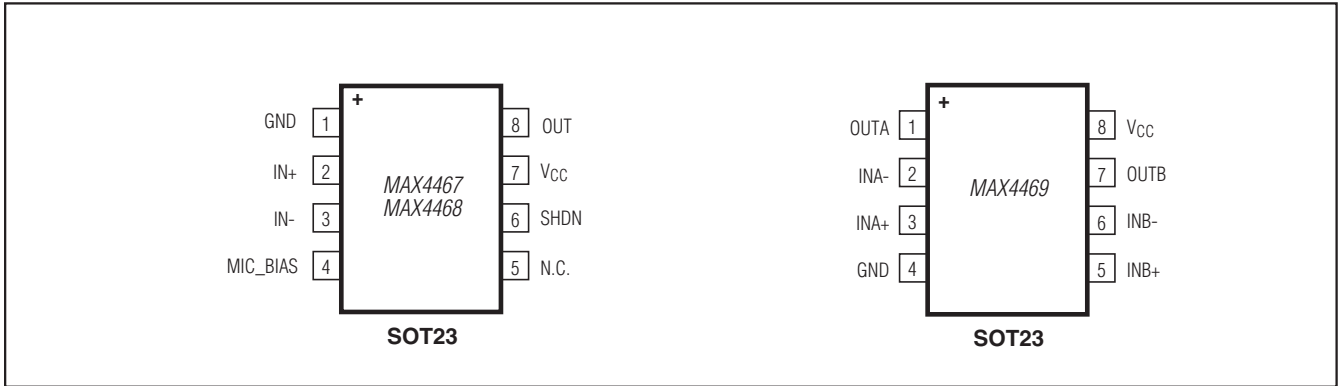 +
GND 1
IN+ 2
IN- 3
MIC_BIAS 4
MAX4467
MAX4468
8 OUT
7 VCC
6 SHDN
5 N.C.
SOT23
+
OUTA 1
INA- 2
INA+ 3
GND 4
MAX4469
8 VCC
7 OUTB
6 INB-
5 INB+
SOT23